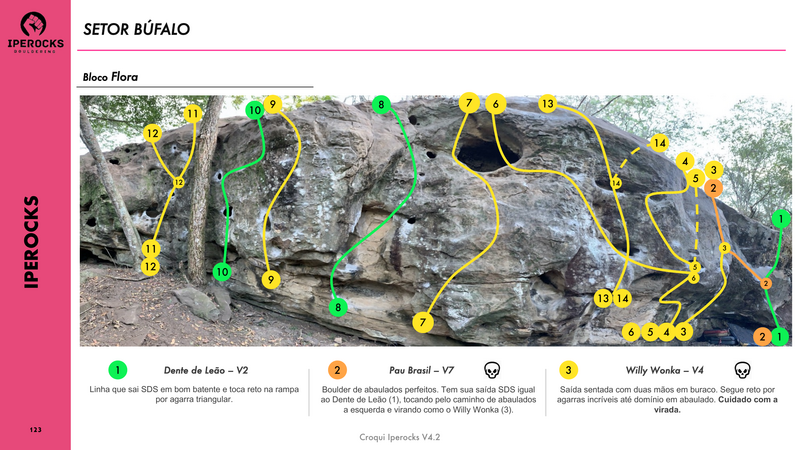 IPEROCKS
BOULDERING
SETOR BÚFALO
Bloco Flora
IPEROCKS
11
12
12
11
12
10
10
9
9
8
8
7
7
6
13
14
14
13 14
4
5
3
2
3
5
6
6 5 4 3
1
2
2 1
1
Dente de Leão – V2
Linha que sai SDS em bom batente e toca reto na rampa
por agarra triangular.
2
Pau Brasil – V7
Boulder de abaulados perfeitos. Tem sua saída SDS igual
ao Dente de Leão (1), tocando pelo caminho de abaulados
a esquerda e virando como o Willy Wonka (3).
3
Willy Wonka – V4
Saída sentada com duas mãos em buraco. Segue reto por
agarras incríveis até domínio em abaulado. Cuidado com a
virada.
123
Croqui Iperocks V4.2